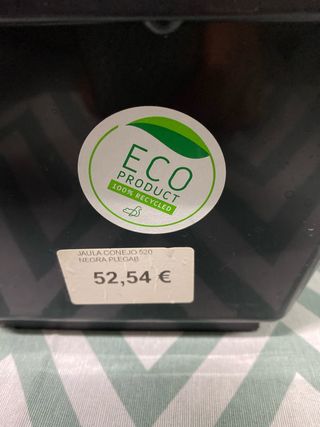 ECO
PRODUCT
100% RECYCLED
JAULA CONEJO 520
NEGRA PLEGAB
52,54 €